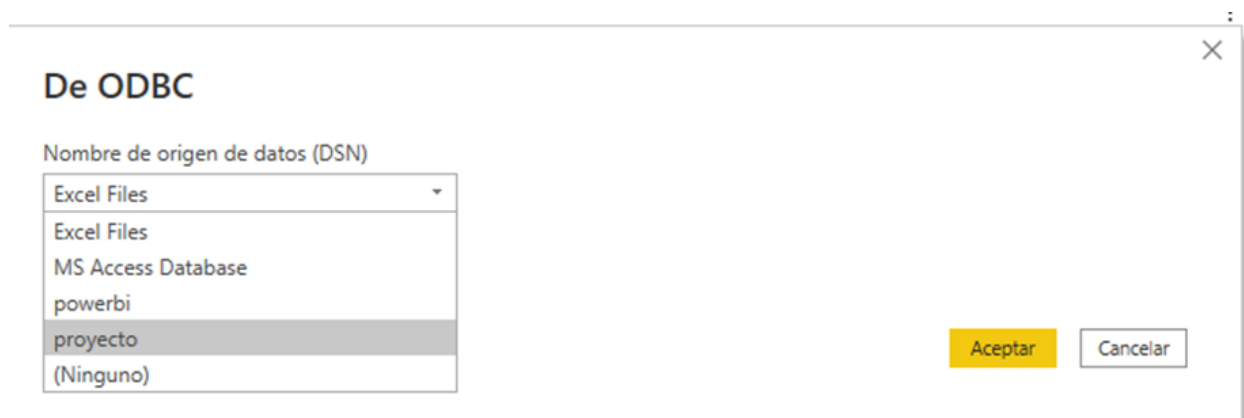 De ODBC
Nombre de origen de datos (DSN)
Excel Files
Excel Files
MS Access Database
powerbi
proyecto
(Ninguno)
Aceptar Cancelar